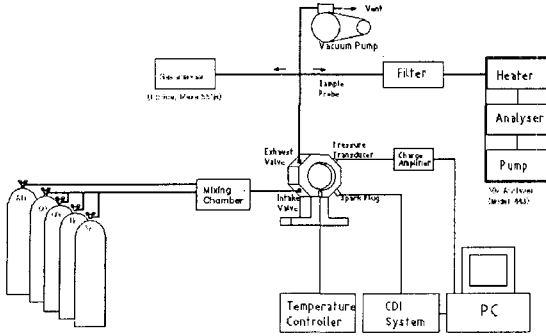 Vent
Vacuum Pump
Sample
Probe
Filter
Heater
Analyser
Pump
Exhaust
Valve
Pressure
Transducer
Charge
Amplifier
Mixing
Chamber
Intake
Valve
Spark Plug
Temperature
Controller
CDI
System
PC